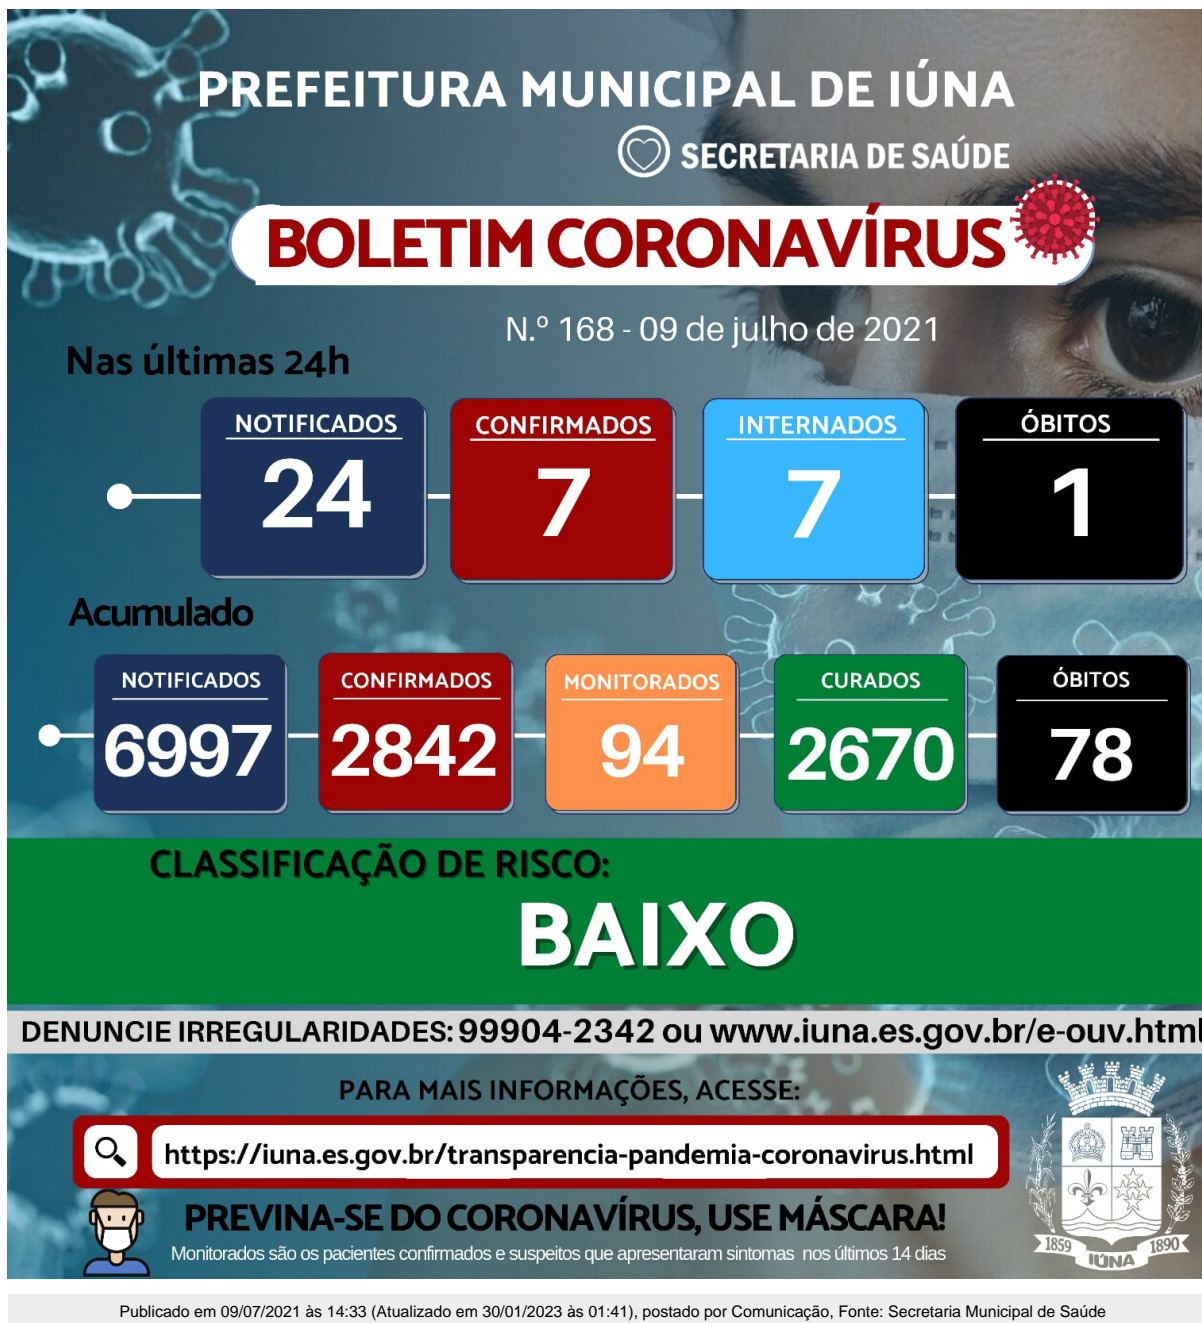 PREFEITURA MUNICIPAL DE IÚNA
SECRETARIA DE SAÚDE
BOLETIM CORONAVÍRUS
N.º 168 - 09 de julho de 2021
Nas últimas 24h
NOTIFICADOS
24
CONFIRMADOS
7
INTERNADOS
7
ÓBITOS
1
Acumulado
NOTIFICADOS
6997
CONFIRMADOS
2842
MONITORADOS
94
CURADOS
2670
ÓBITOS
78
CLASSIFICAÇÃO DE RISCO:
BAIXO
DENUNCIE IRREGULARIDADES: 99904-2342 ou www.iuna.es.gov.br/e-ouv.html
PARA MAIS INFORMAÇÕES, ACESSE:
https://iuna.es.gov.br/transparencia-pandemia-coronavirus.html
PREVINA-SE DO CORONAVÍRUS, USE MÁSCARA!
Monitorados são os pacientes confirmados e suspeitos que apresentaram sintomas nos últimos 14 dias
1859
IÚNA
1890
Publicado em 09/07/2021 às 14:33 (Atualizado em 30/01/2023 às 01:41), postado por Comunicação, Fonte: Secretaria Municipal de Saúde